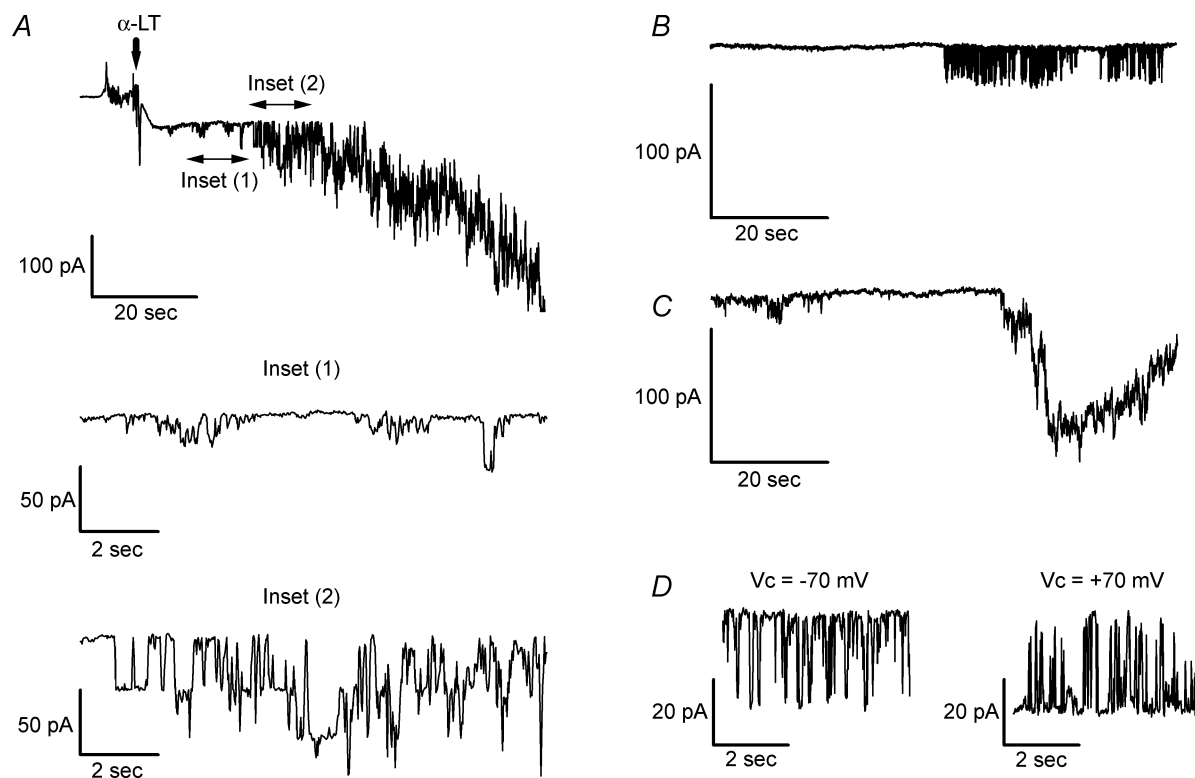 A
α-LT
Inset (2)
Inset (1)
100 pA
20 sec
Inset (1)
50 pA
2 sec
Inset (2)
50 pA
2 sec
B
100 pA
20 sec
C
100 pA
20 sec
D
Vc = -70 mV
20 pA
2 sec
Vc = +70 mV
20 pA
2 sec